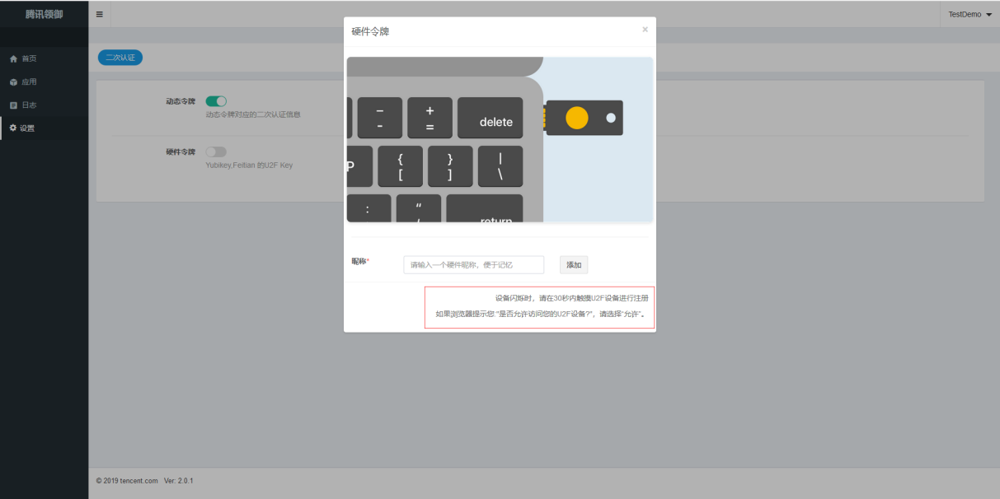 腾讯领御
TestDemo
首页
应用
日志
设置
二次认证
动态令牌
动态令牌对应的二次认证信息
硬件令牌
Yubikey,Feitian 的U2F Key
硬件令牌
×
–
-
+
=
delete
P
{
[
}
]
|
\
:
“
return
昵称*
请输入一个硬件昵称，便于记忆
添加
设备闪烁时，请在30秒内触摸U2F设备进行注册
如果浏览器提示您:“是否允许访问您的U2F设备?”，请选择“允许”。
© 2019 tencent.com Ver: 2.0.1